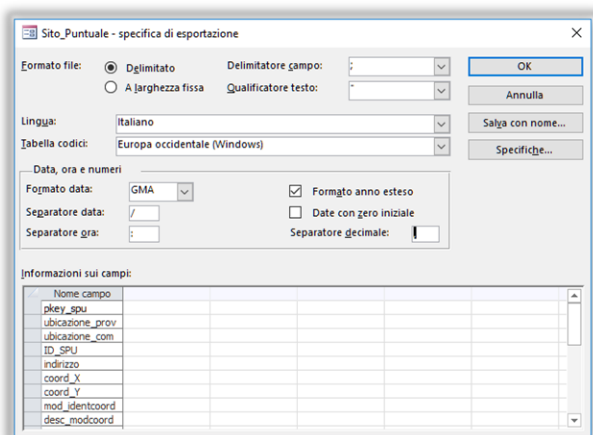 Sito_Puntuale - specifica di esportazione
Formato file:
Delimitato
Delimitatore campo: ;
OK
A larghezza fissa
Qualificatore testo: "
Annulla
Lingua: Italiano
Salva con nome...
Tabella codici: Europa occidentale (Windows)
Specifiche...
Data, ora e numeri
Formato data: GMA
Formato anno esteso
Separatore data: /
Date con zero iniziale
Separatore ora: :
Separatore decimale:
Informazioni sui campi:
Nome campo
pkey_spu
ubicazione_prov
ubicazione_com
ID_SPU
indirizzo
coord_X
coord_Y
mod_identcoord
desc_modcoord